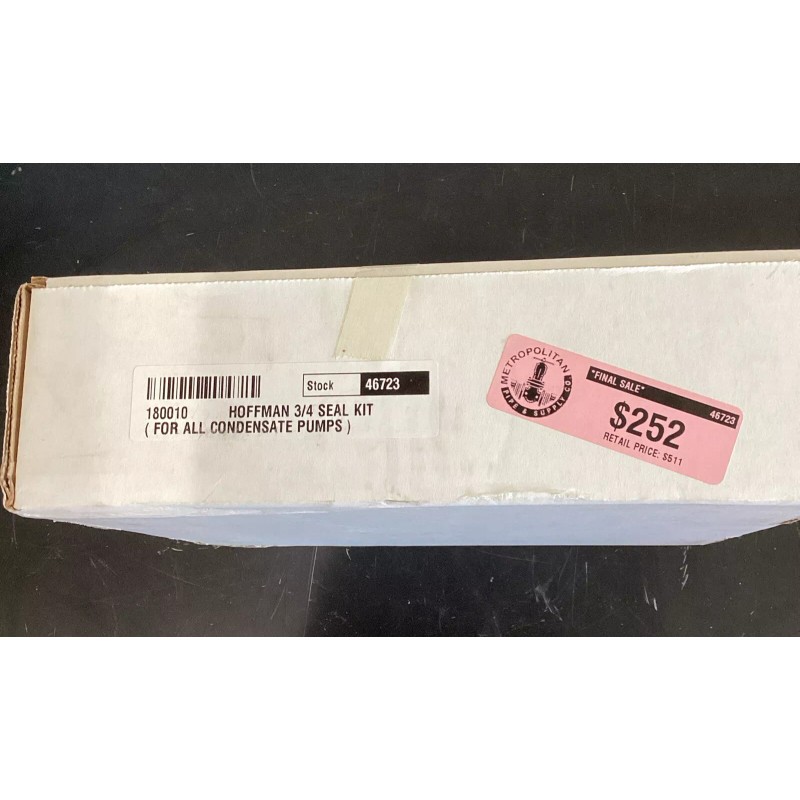 Stock 46723
180010 HOFFMAN 3/4 SEAL KIT
( FOR ALL CONDENSATE PUMPS )
METROPOLITAN
PIPE & SUPPLY CO.
*FINAL SALE* 46723
$252
RETAIL PRICE: $511